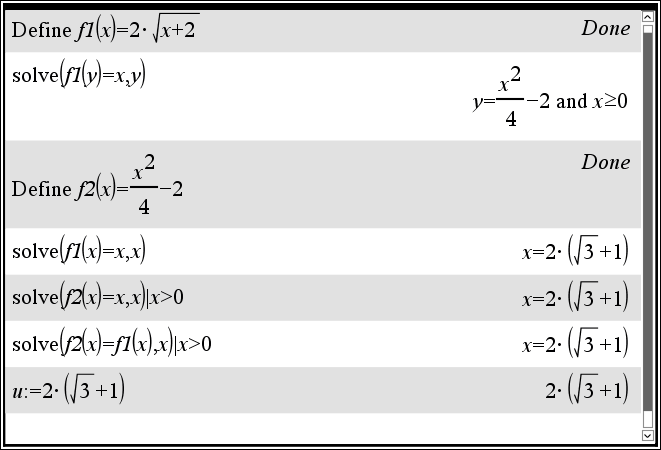 Define f1(x)=2·√(x+2) Done
solve(f1(y)=x,y) y=x²/4−2 and x≥0
Define f2(x)=x²/4−2 Done
solve(f1(x)=x,x) x=2·(√3+1)
solve(f2(x)=x,x)|x>0 x=2·(√3+1)
solve(f2(x)=f1(x),x)|x>0 x=2·(√3+1)
u:=2·(√3+1) 2·(√3+1)